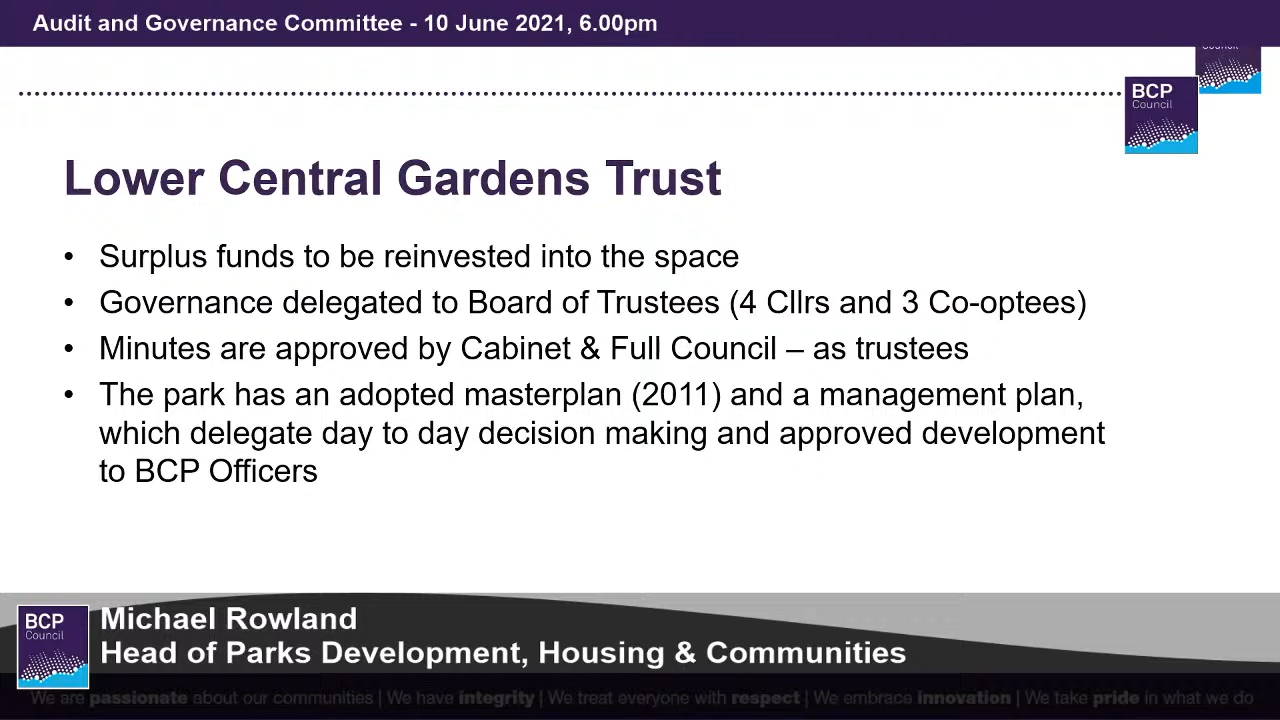 Audit and Governance Committee - 10 June 2021, 6.00pm
Council
BCP
Council
Lower Central Gardens Trust
• Surplus funds to be reinvested into the space
• Governance delegated to Board of Trustees (4 Cllrs and 3 Co-optees)
• Minutes are approved by Cabinet & Full Council – as trustees
• The park has an adopted masterplan (2011) and a management plan,
which delegate day to day decision making and approved development
to BCP Officers
BCP
Council
Michael Rowland
Head of Parks Development, Housing & Communities
We are passionate about our communities | We have integrity | We treat everyone with respect | We embrace innovation | We take pride in what we do